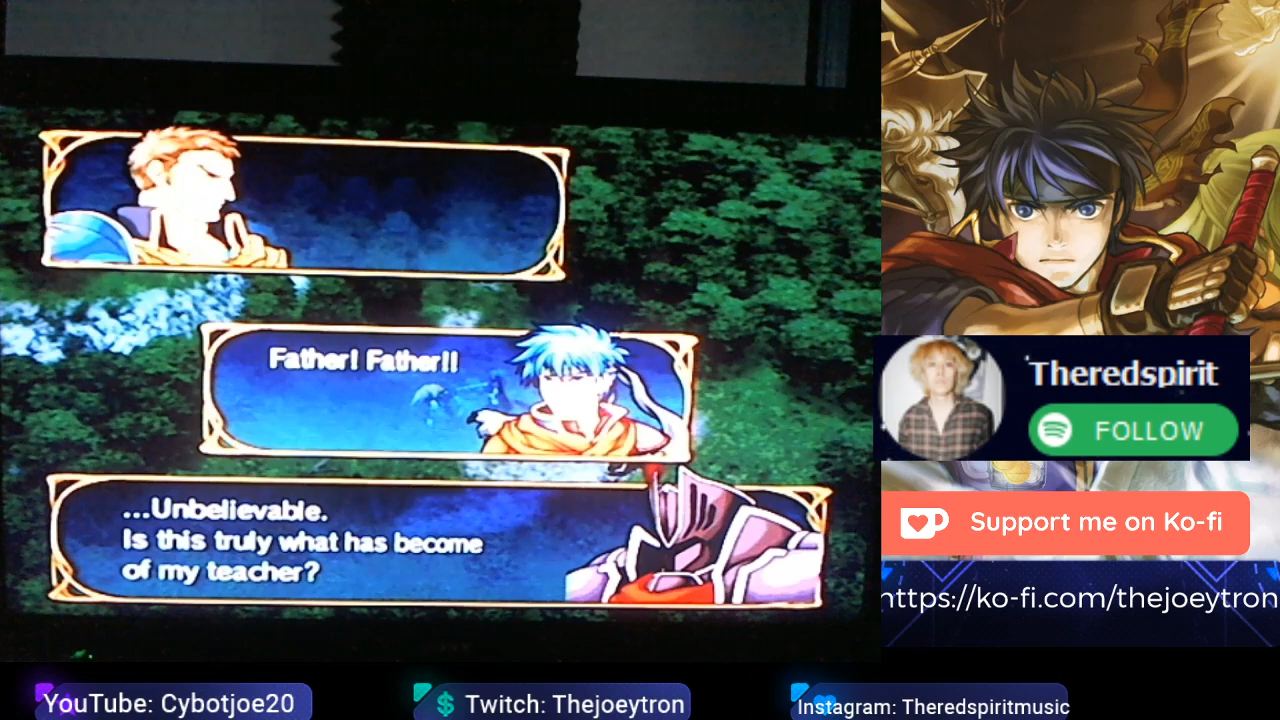 Father! Father!!
...Unbelievable.
Is this truly what has become
of my teacher?
Theredspirit
FOLLOW
Support me on Ko-fi
https://ko-fi.com/thejoeytron
YouTube: Cybotjoe20
$ Twitch: Thejoeytron
Instagram: Theredspiritmusic